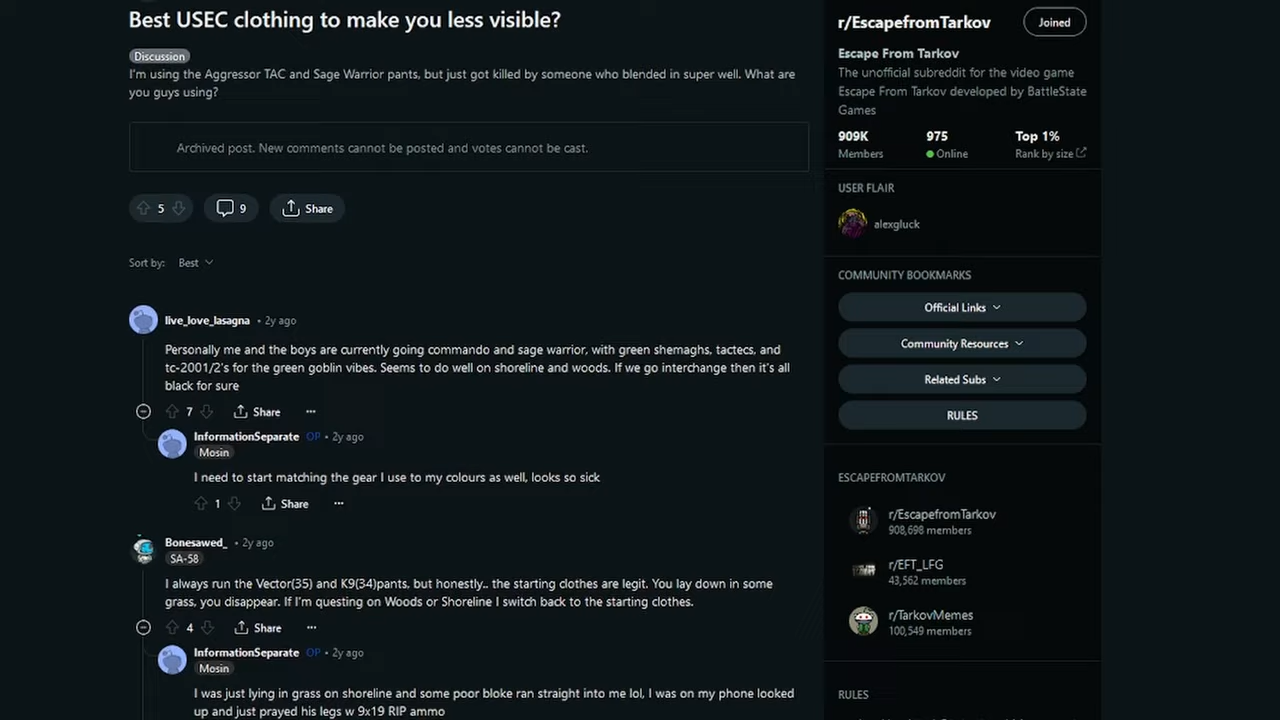 Best USEC clothing to make you less visible?
Discussion
I'm using the Aggressor TAC and Sage Warrior pants, but just got killed by someone who blended in super well. What are
you guys using?
Archived post. New comments cannot be posted and votes cannot be cast.
5
9
Share
Sort by: Best
live_love_lasagna • 2y ago
Personally me and the boys are currently going commando and sage warrior, with green shemaghs, tactecs, and
tc-2001/2's for the green goblin vibes. Seems to do well on shoreline and woods. If we go interchange then it's all
black for sure
7 Share ...
InformationSeparate OP • 2y ago
Mosin
I need to start matching the gear I use to my colours as well, looks so sick
1 Share ...
Bonesawed_ • 2y ago
SA-58
I always run the Vector(35) and K9(34)pants, but honestly.. the starting clothes are legit. You lay down in some
grass, you disappear. If I'm questing on Woods or Shoreline I switch back to the starting clothes.
4 Share ...
InformationSeparate OP • 2y ago
Mosin
I was just lying in grass on shoreline and some poor bloke ran straight into me lol, I was on my phone looked
up and just prayed his legs w 9x19 RIP ammo
r/EscapefromTarkov
Joined
Escape From Tarkov
The unofficial subreddit for the video game
Escape From Tarkov developed by BattleState
Games
909K 975 Top 1%
Members Online Rank by size
USER FLAIR
alexgluck
COMMUNITY BOOKMARKS
Official Links
Community Resources
Related Subs
RULES
ESCAPEFROMTARKOV
r/EscapefromTarkov
908,698 members
r/EFT_LFG
43,562 members
r/TarkovMemes
100,549 members
RULES